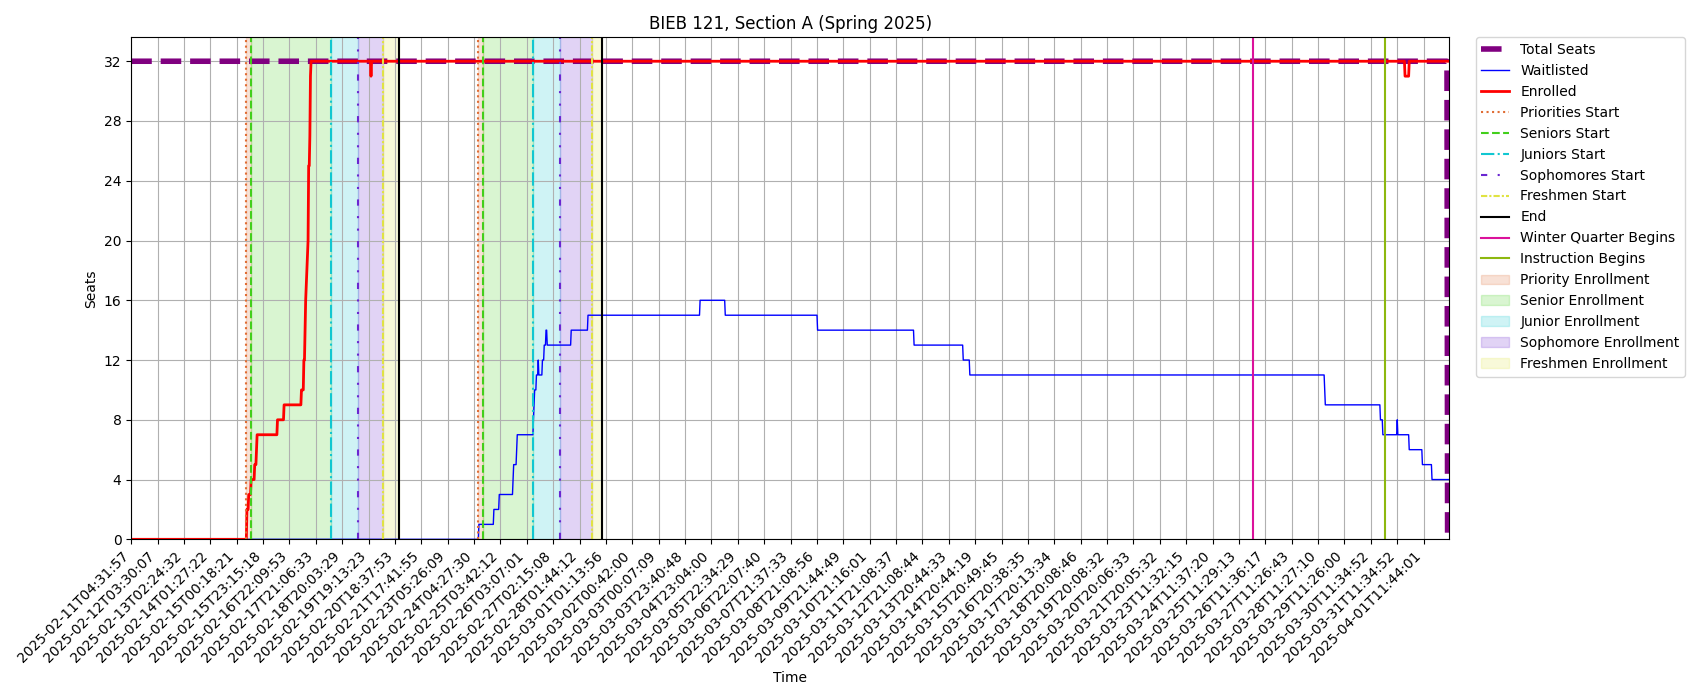 BIEB 121, Section A (Spring 2025)
Seats
32
28
24
20
16
12
8
4
0
Total Seats
Waitlisted
Enrolled
Priorities Start
Seniors Start
Juniors Start
Sophomores Start
Freshmen Start
End
Winter Quarter Begins
Instruction Begins
Priority Enrollment
Senior Enrollment
Junior Enrollment
Sophomore Enrollment
Freshmen Enrollment
2025-02-11T04:31:57
2025-02-12T03:30:07
2025-02-13T02:24:32
2025-02-14T01:27:22
2025-02-15T00:18:21
2025-02-15T23:15:18
2025-02-16T22:09:53
2025-02-17T21:06:33
2025-02-18T20:03:29
2025-02-19T19:13:23
2025-02-20T18:37:53
2025-02-21T17:41:55
2025-02-23T05:26:09
2025-02-24T04:27:30
2025-02-25T03:42:12
2025-02-26T03:07:01
2025-02-27T02:15:08
2025-02-28T01:44:12
2025-03-01T01:13:56
2025-03-02T00:42:00
2025-03-03T00:07:09
2025-03-03T23:40:48
2025-03-04T23:04:00
2025-03-05T22:34:29
2025-03-06T22:07:40
2025-03-07T21:37:33
2025-03-08T21:08:56
2025-03-09T21:44:49
2025-03-10T21:16:01
2025-03-11T21:08:37
2025-03-12T21:08:44
2025-03-13T20:44:33
2025-03-14T20:44:19
2025-03-15T20:49:45
2025-03-16T20:38:35
2025-03-17T20:13:34
2025-03-18T20:08:46
2025-03-19T20:08:32
2025-03-20T20:06:33
2025-03-21T20:05:32
2025-03-23T11:32:15
2025-03-24T11:37:20
2025-03-25T11:29:13
2025-03-26T11:36:17
2025-03-27T11:26:43
2025-03-28T11:27:10
2025-03-29T11:26:00
2025-03-30T11:34:52
2025-03-31T11:34:52
2025-04-01T11:44:01
Time